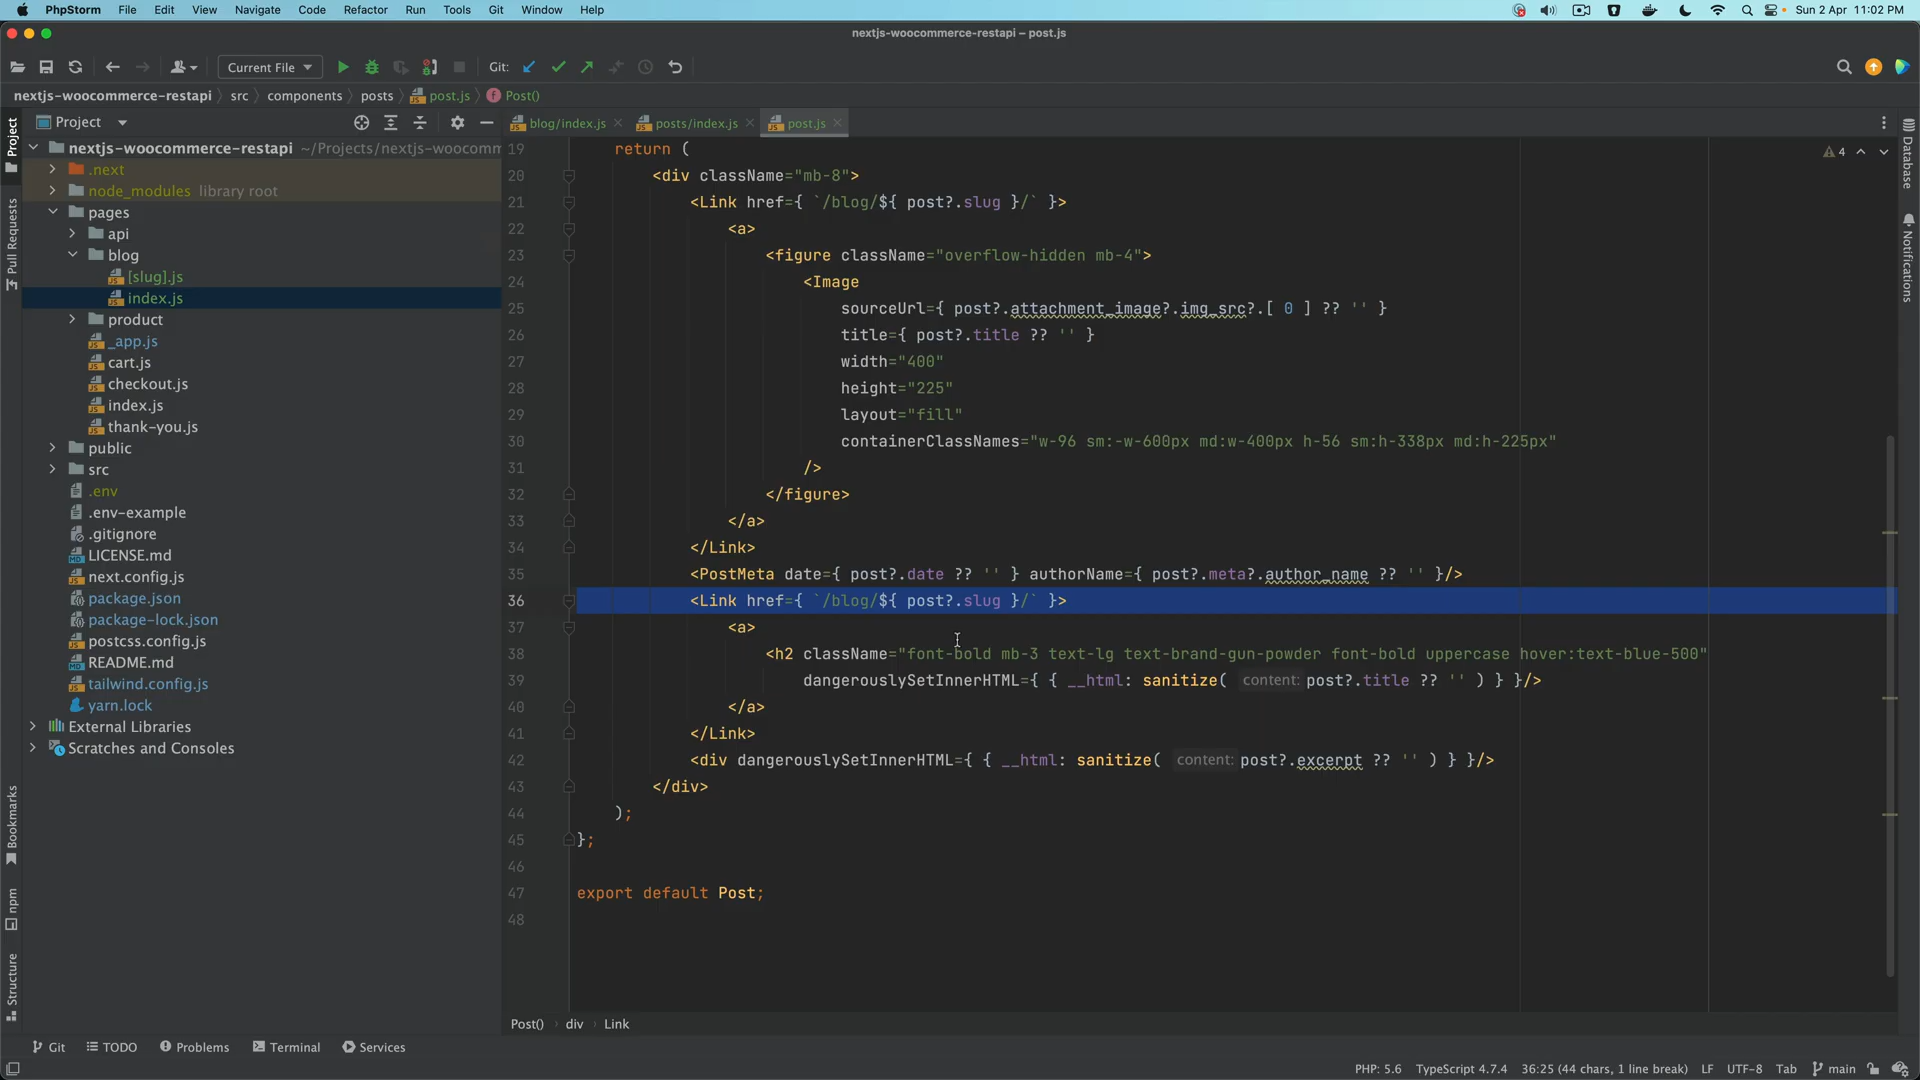 PhpStorm File Edit View Navigate Code Refactor Run Tools Git Window Help Sun 2 Apr 11:02 PM
nextjs-woocommerce-restapi – post.js
Current File Git:
nextjs-woocommerce-restapi src components posts post.js Post()
Project
blog/index.js posts/index.js post.js
nextjs-woocommerce-restapi ~/Projects/nextjs-woocomm
.next
node_modules library root
pages
api
blog
[slug].js
index.js
product
_app.js
cart.js
checkout.js
index.js
thank-you.js
public
src
.env
.env-example
.gitignore
LICENSE.md
next.config.js
package.json
package-lock.json
postcss.config.js
README.md
tailwind.config.js
yarn.lock
External Libraries
Scratches and Consoles
Project
Pull Requests
Bookmarks
npm
Structure
4
19 return (
20 <div className="mb-8">
21 <Link href={ `/blog/${ post?.slug }/` }>
22 <a>
23 <figure className="overflow-hidden mb-4">
24 <Image
25 sourceUrl={ post?.attachment_image?.img_src?.[ 0 ] ?? '' }
26 title={ post?.title ?? '' }
27 width="400"
28 height="225"
29 layout="fill"
30 containerClassNames="w-96 sm:-w-600px md:w-400px h-56 sm:h-338px md:h-225px"
31 />
32 </figure>
33 </a>
34 </Link>
35 <PostMeta date={ post?.date ?? '' } authorName={ post?.meta?.author_name ?? '' }/>
36 <Link href={ `/blog/${ post?.slug }/` }>
37 <a>
38 <h2 className="font-bold mb-3 text-lg text-brand-gun-powder font-bold uppercase hover:text-blue-500"
39 dangerouslySetInnerHTML={ { __html: sanitize( content: post?.title ?? '' ) } }/>
40 </a>
41 </Link>
42 <div dangerouslySetInnerHTML={ { __html: sanitize( content: post?.excerpt ?? '' ) } }/>
43 </div>
44 );
45 };
46
47 export default Post;
48
Database
Notifications
Post() div Link
Git TODO Problems Terminal Services
PHP: 5.6 TypeScript 4.7.4 36:25 (44 chars, 1 line break) LF UTF-8 Tab main